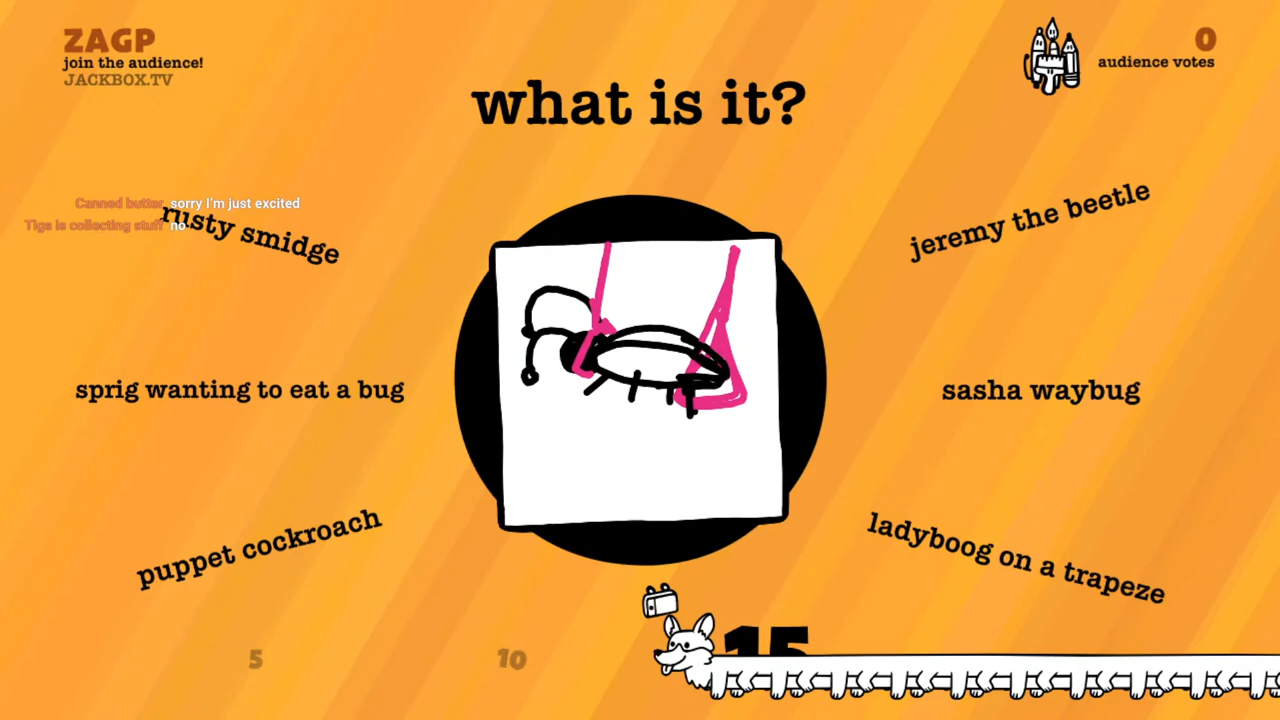 ZAGP
join the audience!
JACKBOX.TV
0
audience votes
what is it?
Canned butter sorry I'm just excited
Tigs is collecting stuff no
rusty smidge
jeremy the beetle
sprig wanting to eat a bug
sasha waybug
puppet cockroach
ladyboog on a trapeze
5
10
15